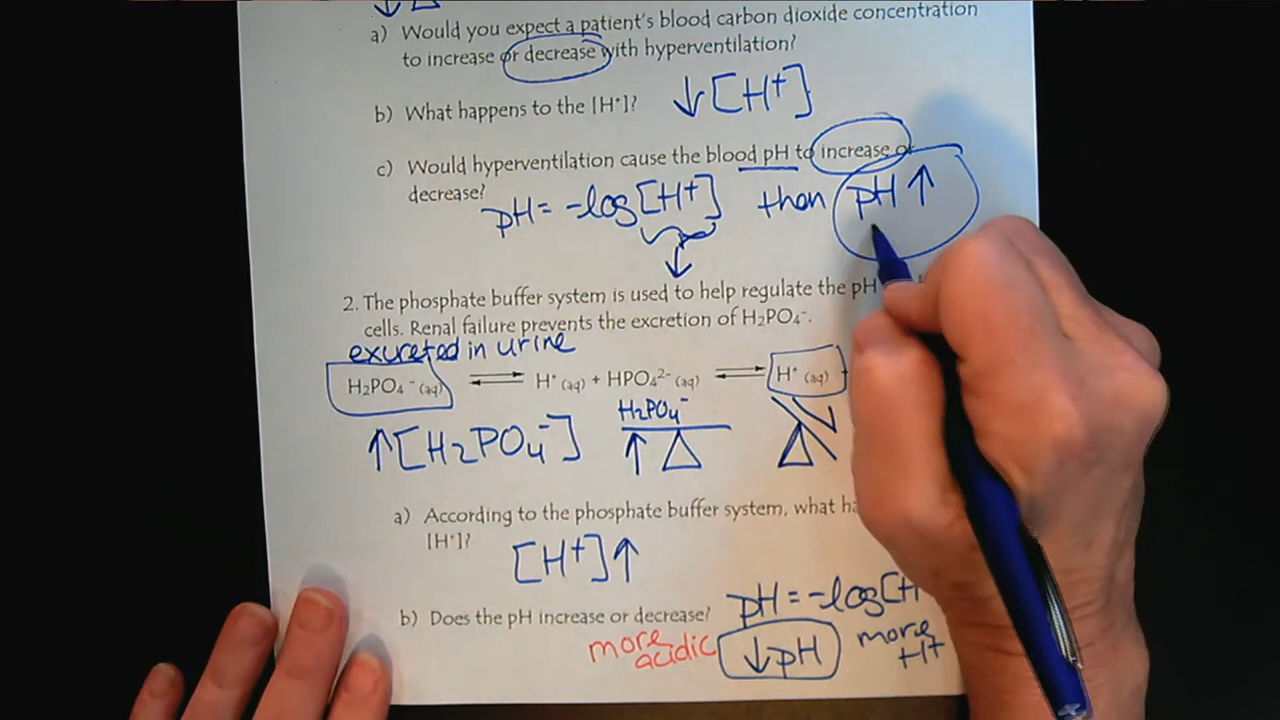 a) Would you expect a patient's blood carbon dioxide concentration
to increase or decrease with hyperventilation?
b) What happens to the [H⁺]? ↓[H⁺]
c) Would hyperventilation cause the blood pH to increase or
decrease?
pH = -log[H⁺] then pH ↑
↓
2. The phosphate buffer system is used to help regulate the pH
cells. Renal failure prevents the excretion of H₂PO₄⁻.
excreted in urine
H₂PO₄⁻ (aq) ⇌ H⁺ (aq) + HPO₄²⁻ (aq) ⇌ H⁺ (aq)
H₂PO₄⁻
↑[H₂PO₄⁻] ↑
a) According to the phosphate buffer system, what
[H⁺]?
[H⁺]↑
b) Does the pH increase or decrease? pH = -log[H
more acidic ↓pH more H⁺